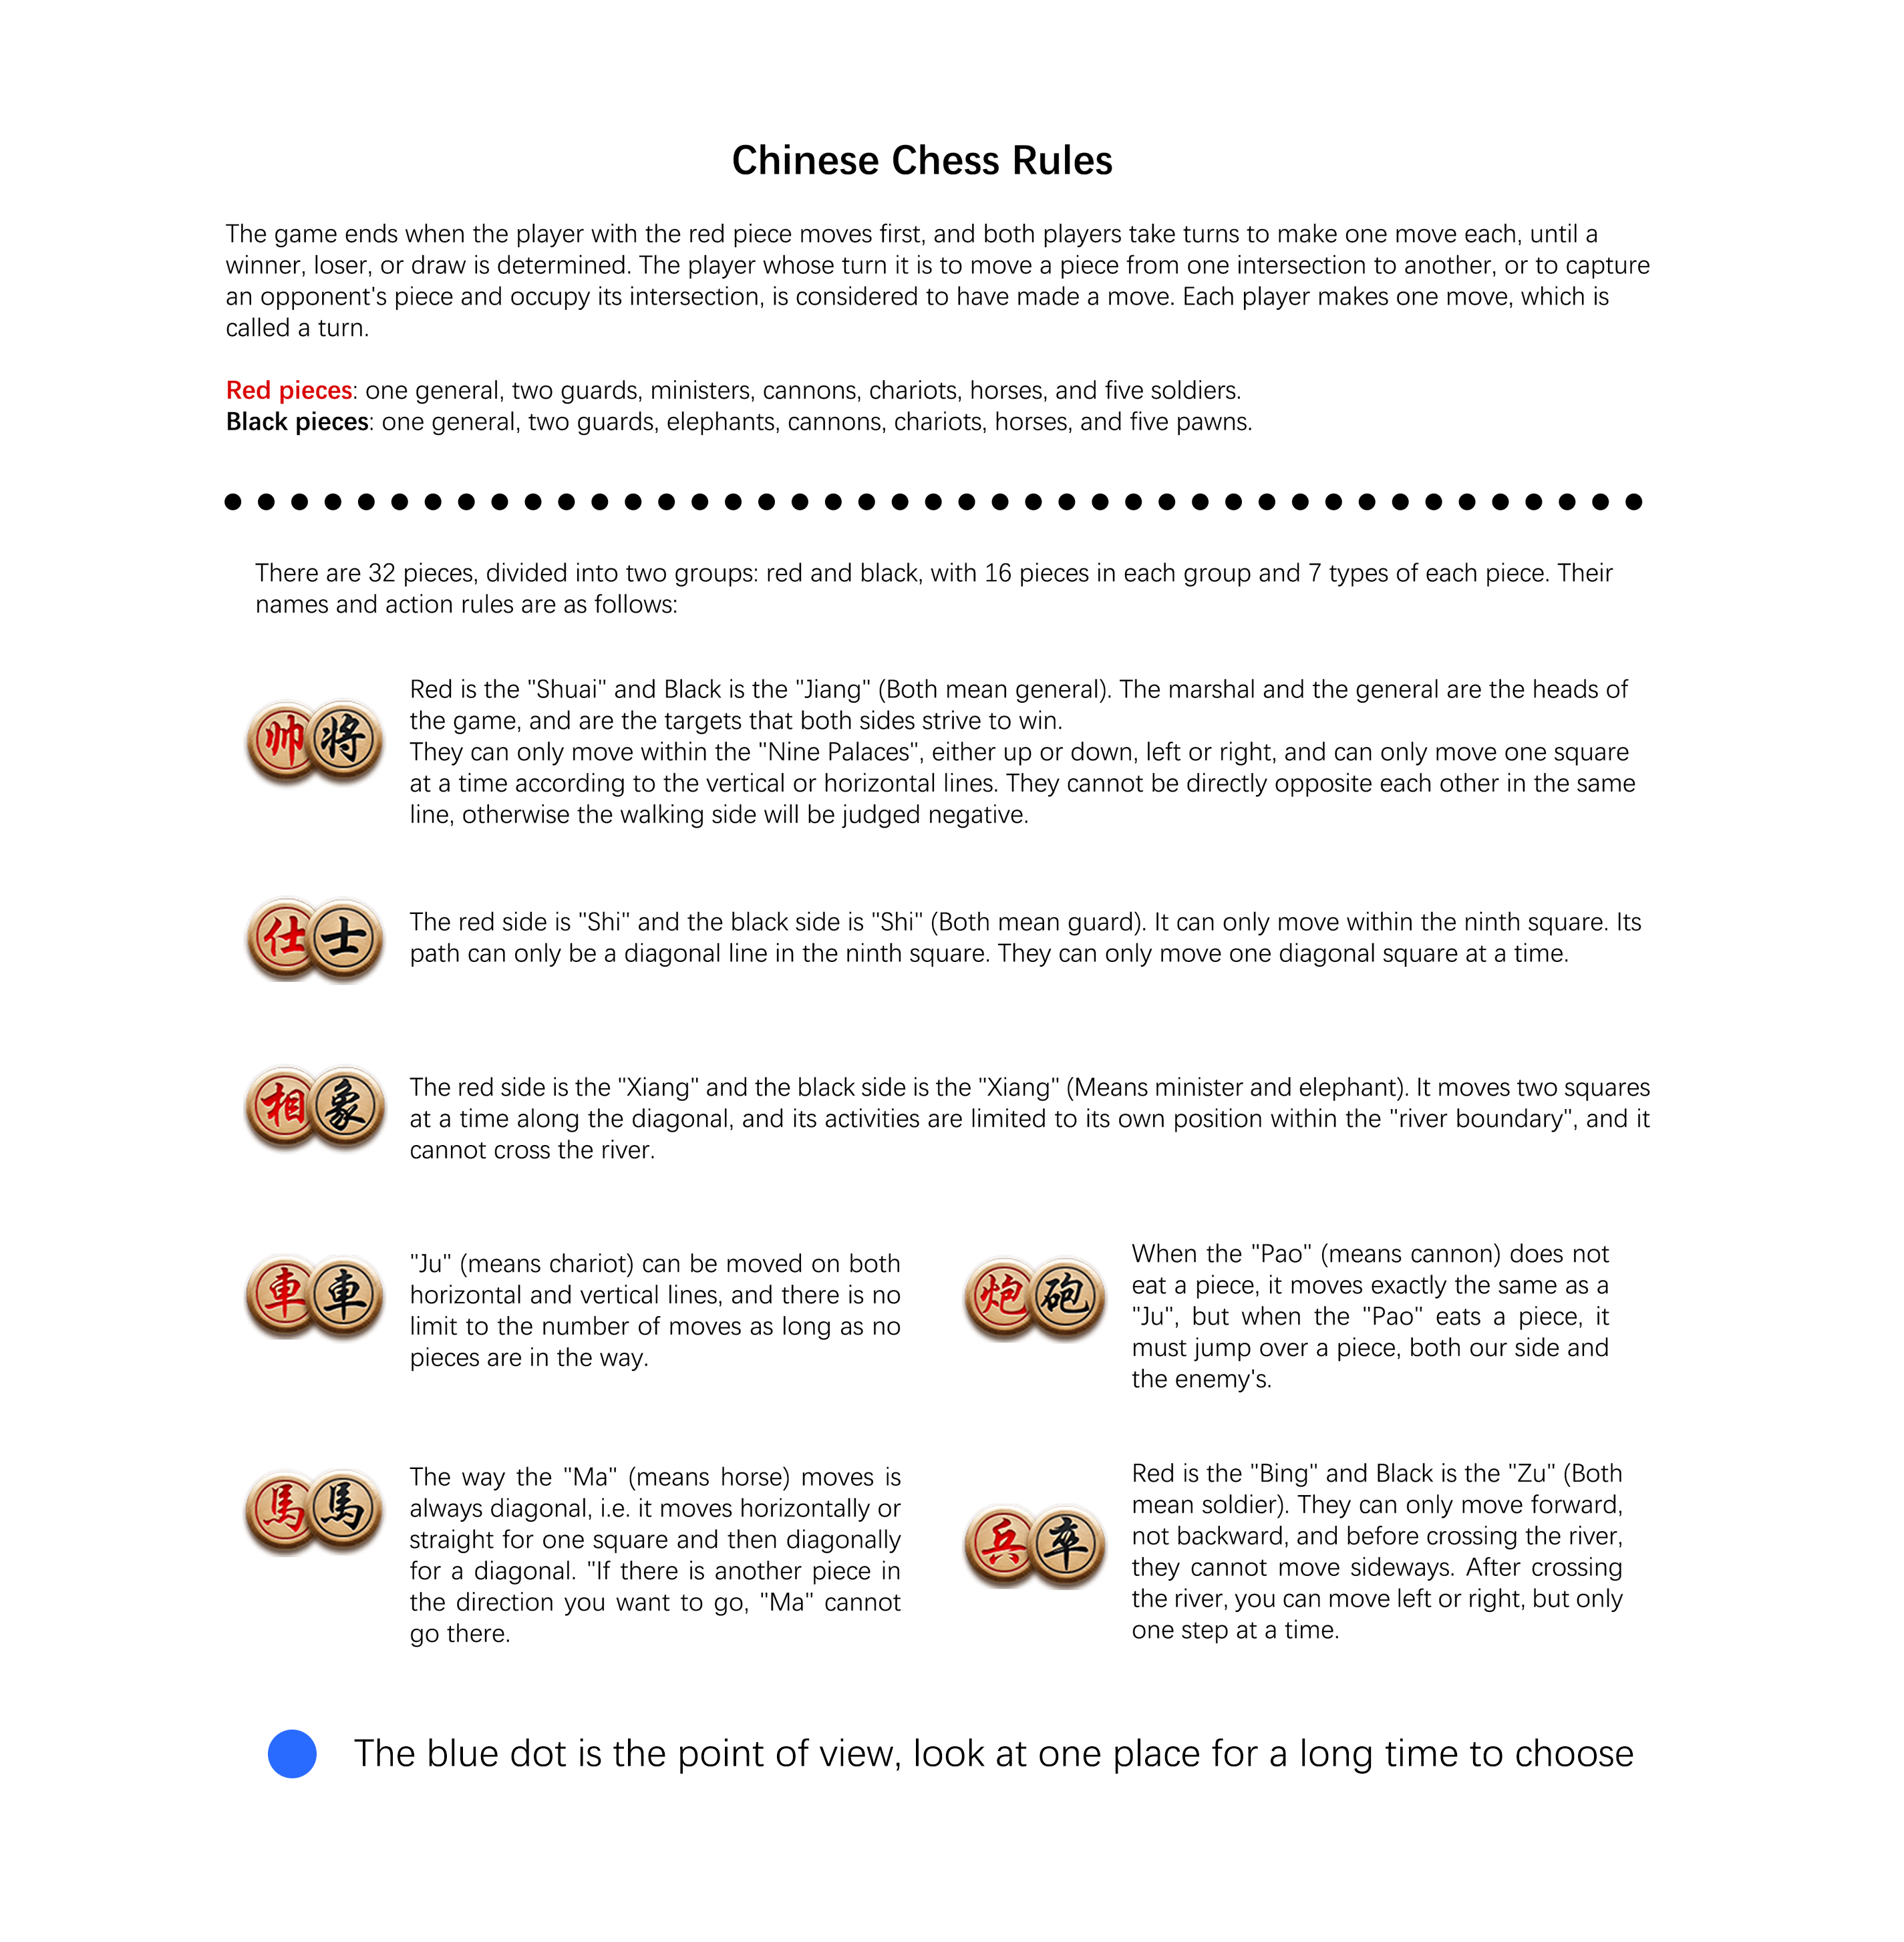 Chinese Chess Rules
The game ends when the player with the red piece moves first, and both players take turns to make one move each, until a
winner, loser, or draw is determined. The player whose turn it is to move a piece from one intersection to another, or to capture
an opponent's piece and occupy its intersection, is considered to have made a move. Each player makes one move, which is
called a turn.
Red pieces: one general, two guards, ministers, cannons, chariots, horses, and five soldiers.
Black pieces: one general, two guards, elephants, cannons, chariots, horses, and five pawns.
There are 32 pieces, divided into two groups: red and black, with 16 pieces in each group and 7 types of each piece. Their
names and action rules are as follows:
帅 将
Red is the "Shuai" and Black is the "Jiang" (Both mean general). The marshal and the general are the heads of
the game, and are the targets that both sides strive to win.
They can only move within the "Nine Palaces", either up or down, left or right, and can only move one square
at a time according to the vertical or horizontal lines. They cannot be directly opposite each other in the same
line, otherwise the walking side will be judged negative.
仕 士
The red side is "Shi" and the black side is "Shi" (Both mean guard). It can only move within the ninth square. Its
path can only be a diagonal line in the ninth square. They can only move one diagonal square at a time.
相 象
The red side is the "Xiang" and the black side is the "Xiang" (Means minister and elephant). It moves two squares
at a time along the diagonal, and its activities are limited to its own position within the "river boundary", and it
cannot cross the river.
車 車
"Ju" (means chariot) can be moved on both
horizontal and vertical lines, and there is no
limit to the number of moves as long as no
pieces are in the way.
炮 砲
When the "Pao" (means cannon) does not
eat a piece, it moves exactly the same as a
"Ju", but when the "Pao" eats a piece, it
must jump over a piece, both our side and
the enemy's.
馬 馬
The way the "Ma" (means horse) moves is
always diagonal, i.e. it moves horizontally or
straight for one square and then diagonally
for a diagonal. "If there is another piece in
the direction you want to go, "Ma" cannot
go there.
兵 卒
Red is the "Bing" and Black is the "Zu" (Both
mean soldier). They can only move forward,
not backward, and before crossing the river,
they cannot move sideways. After crossing
the river, you can move left or right, but only
one step at a time.
The blue dot is the point of view, look at one place for a long time to choose